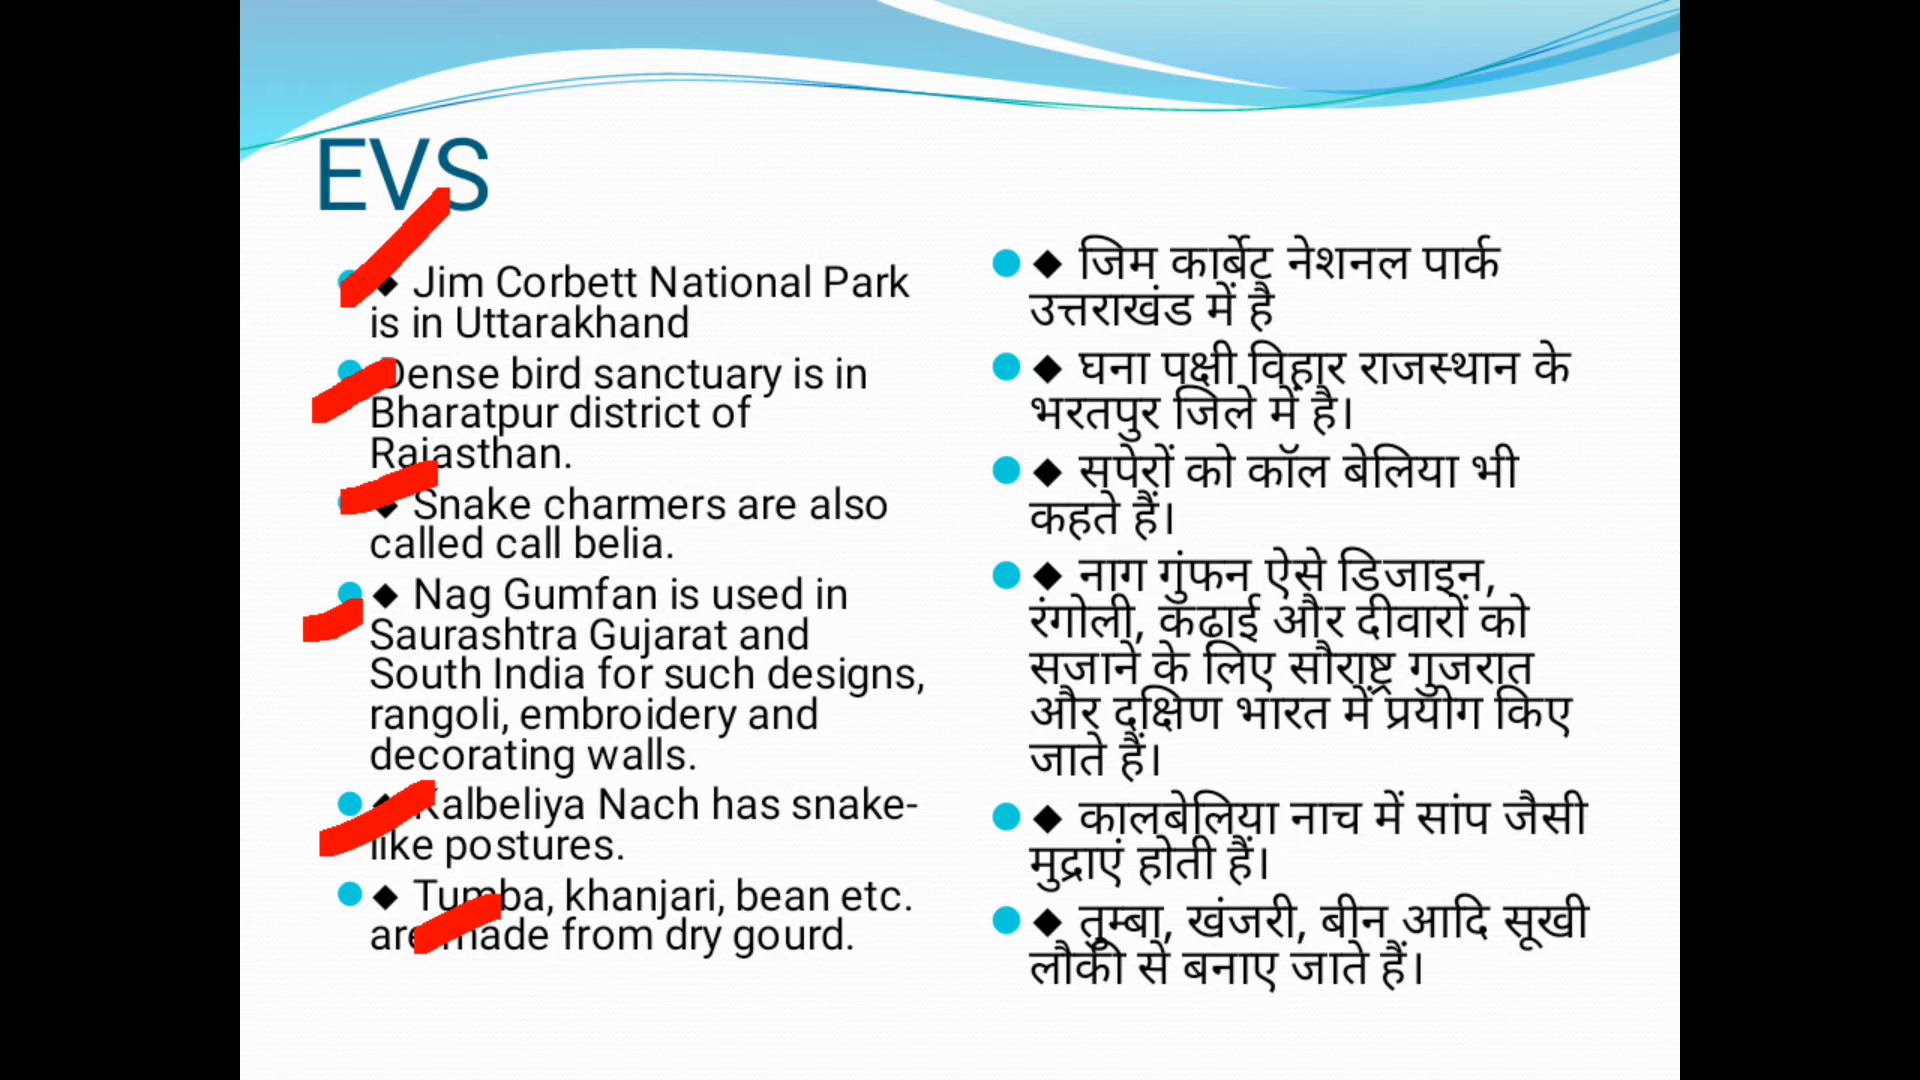 EVS
◆ Jim Corbett National Park
is in Uttarakhand
Dense bird sanctuary is in
Bharatpur district of
Rajasthan.
◆ Snake charmers are also
called call belia.
◆ Nag Gumfan is used in
Saurashtra Gujarat and
South India for such designs,
rangoli, embroidery and
decorating walls.
◆ Kalbeliya Nach has snake-
like postures.
◆ Tumba, khanjari, bean etc.
are made from dry gourd.
◆ जिम कार्बेट नेशनल पार्क
उत्तराखंड में है
◆ घना पक्षी विहार राजस्थान के
भरतपुर जिले में है।
◆ सपेरों को कॉल बेलिया भी
कहते हैं।
◆ नाग गुंफन ऐसे डिजाइन,
रंगोली, कढ़ाई और दीवारों को
सजाने के लिए सौराष्ट्र गुजरात
और दक्षिण भारत में प्रयोग किए
जाते हैं।
◆ कालबेलिया नाच में सांप जैसी
मुद्राएं होती हैं।
◆ तुम्बा, खंजरी, बीन आदि सूखी
लौकी से बनाए जाते हैं।